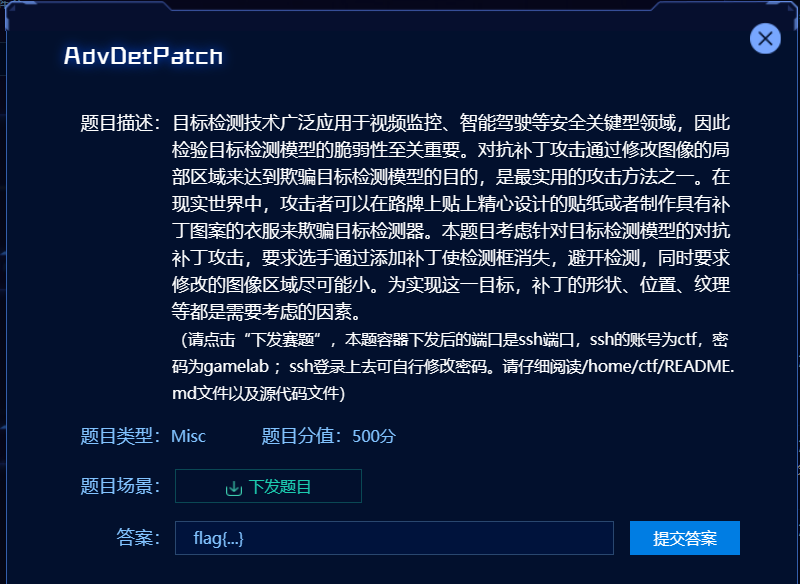 AdvDetPatch
题目描述： 目标检测技术广泛应用于视频监控、智能驾驶等安全关键型领域，因此
检验目标检测模型的脆弱性至关重要。对抗补丁攻击通过修改图像的局
部区域来达到欺骗目标检测模型的目的，是最实用的攻击方法之一。在
现实世界中，攻击者可以在路牌上贴上精心设计的贴纸或者制作具有补
丁图案的衣服来欺骗目标检测器。本题目考虑针对目标检测模型的对抗
补丁攻击，要求选手通过添加补丁使检测框消失，避开检测，同时要求
修改的图像区域尽可能小。为实现这一目标，补丁的形状、位置、纹理
等都是需要考虑的因素。
（请点击“下发赛题”，本题容器下发后的端口是ssh端口，ssh的账号为ctf，密
码为gamelab ；ssh登录上去可自行修改密码。请仔细阅读/home/ctf/README.
md文件以及源代码文件)
题目类型： Misc 题目分值： 500分
题目场景： 下发题目
答案： flag{...} 提交答案